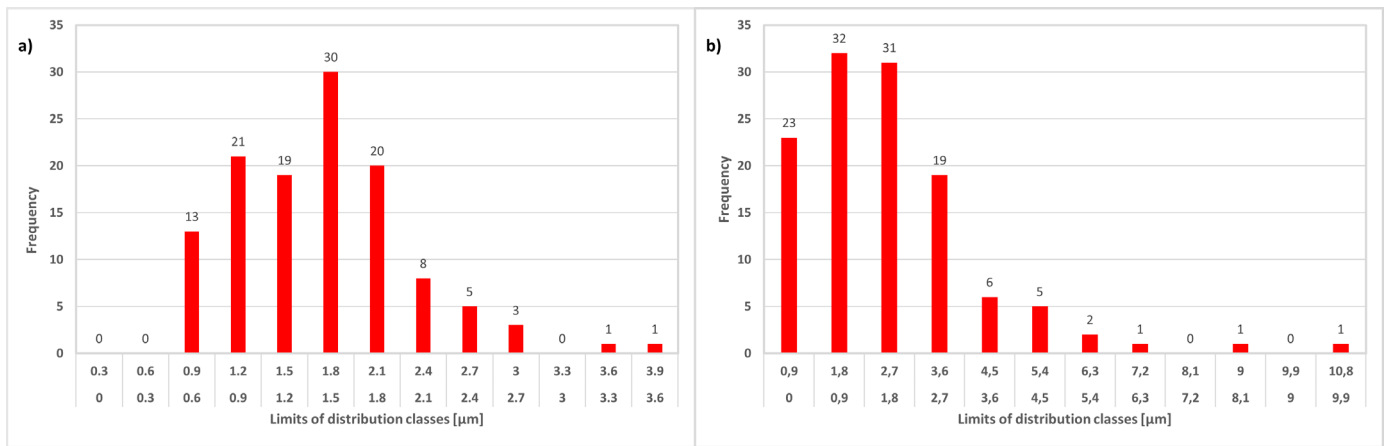 a)
35
30
25
20
15
10
5
0
Frequency
0 0 13 21 19 30 20 8 5 3 0 1 1
0.3 0.6 0.9 1.2 1.5 1.8 2.1 2.4 2.7 3 3.3 3.6 3.9
0 0.3 0.6 0.9 1.2 1.5 1.8 2.1 2.4 2.7 3 3.3 3.6
Limits of distribution classes [μm]
b)
35
30
25
20
15
10
5
0
Frequency
23 32 31 19 6 5 2 1 0 1 0 1
0,9 1,8 2,7 3,6 4,5 5,4 6,3 7,2 8,1 9 9,9 10,8
0 0,9 1,8 2,7 3,6 4,5 5,4 6,3 7,2 8,1 9 9,9
Limits of distribution classes [μm]